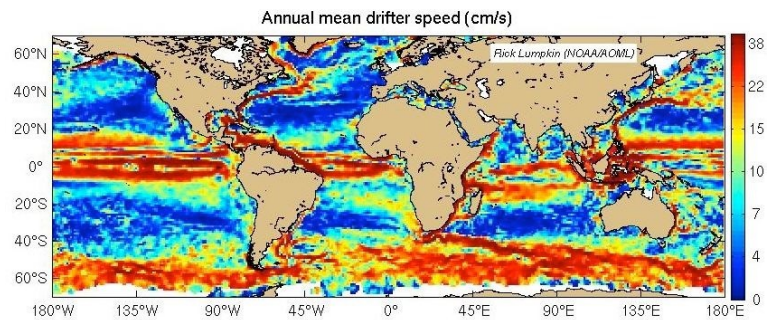 Annual mean drifter speed (cm/s)
Rick Lumpkin (NOAA/AOML)
60°N
40°N
20°N
0°
20°S
40°S
60°S
180°W 135°W 90°W 45°W 0° 45°E 90°E 135°E 180°E
38
22
15
10
7
4
0